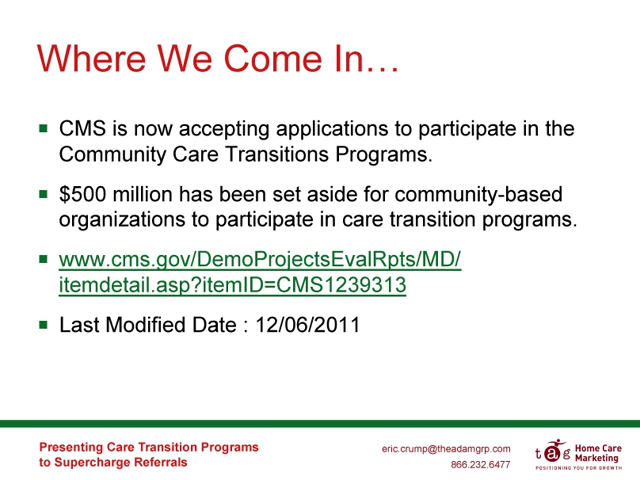 Where We Come In…
CMS is now accepting applications to participate in the
Community Care Transitions Programs.
$500 million has been set aside for community-based
organizations to participate in care transition programs.
www.cms.gov/DemoProjectsEvalRpts/MD/
itemdetail.asp?itemID=CMS1239313
Last Modified Date : 12/06/2011
Presenting Care Transition Programs
to Supercharge Referrals
eric.crump@theadamgrp.com
866.232.6477
tag Home Care
Marketing
POSITIONING YOU FOR GROWTH